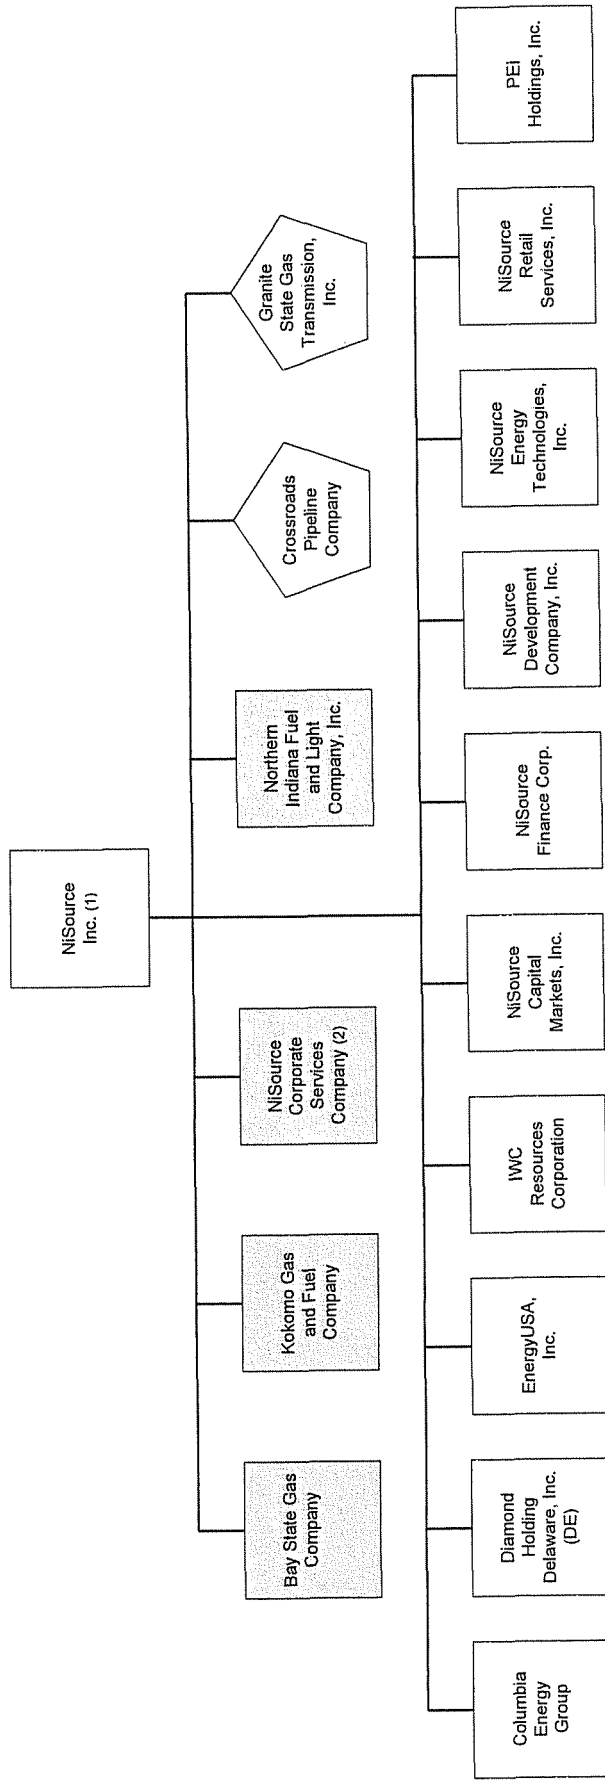 NiSource
Inc. (1)
Bay State Gas
Company
Kokomo Gas
and Fuel
Company
NiSource
Corporate
Services
Company (2)
Northern
Indiana Fuel
and Light
Company, Inc.
Crossroads
Pipeline
Company
Granite
State Gas
Transmission,
Inc.
Columbia
Energy
Group
Diamond
Holding
Delaware, Inc.
(DE)
EnergyUSA,
Inc.
IWC
Resources
Corporation
NiSource
Capital
Markets, Inc.
NiSource
Finance Corp.
NiSource
Development
Company, Inc.
NiSource
Energy
Technologies,
Inc.
NiSource
Retail
Services, Inc.
PEI
Holdings, Inc.